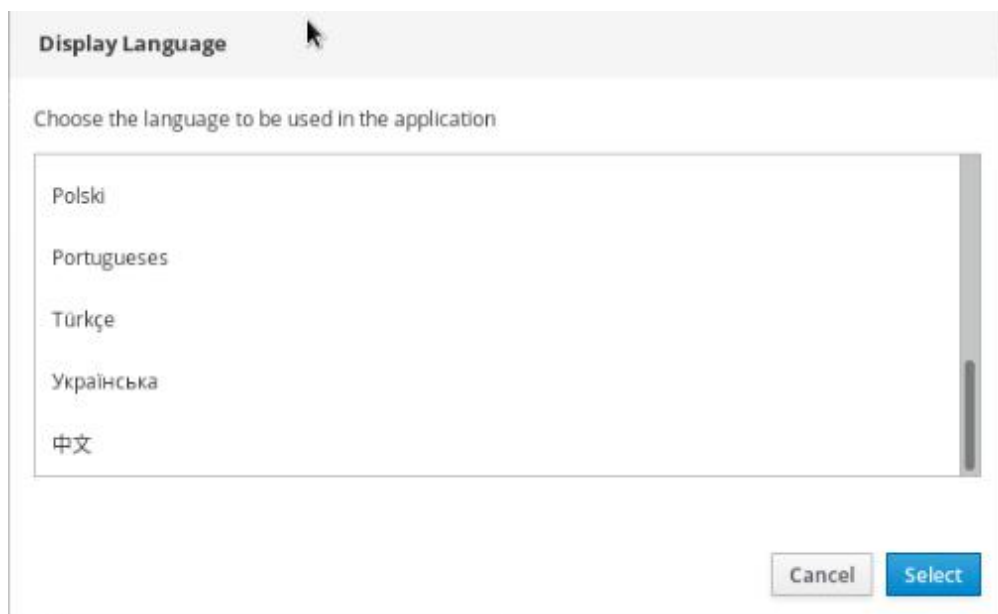 Display Language
Choose the language to be used in the application
Polski
Portugueses
Türkçe
Українська
中文
Cancel Select